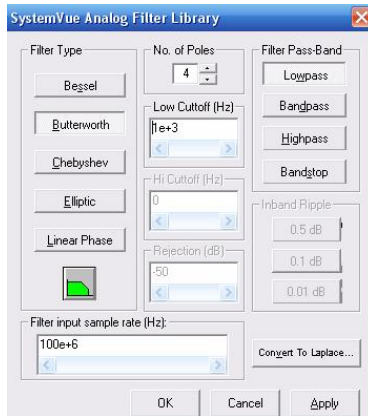 SystemVue Analog Filter Library
Filter Type
Bessel
Butterworth
Chebyshev
Elliptic
Linear Phase
No. of Poles
4
Low Cuttoff (Hz)
1e+3
Hi Cuttoff (Hz)
0
Rejection (dB)
-50
Filter Pass-Band
Lowpass
Bandpass
Highpass
Bandstop
Inband Ripple
0.5 dB
0.1 dB
0.01 dB
Filter input sample rate (Hz):
100e+6
Convert To Laplace...
OK
Cancel
Apply